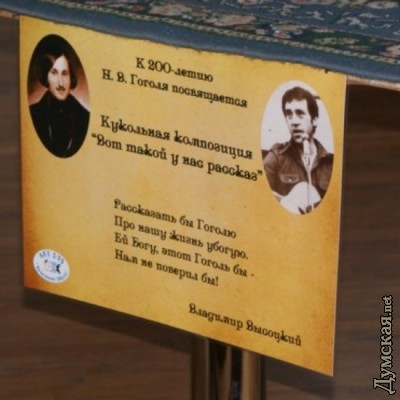 К 200-летию
Н. В. Гоголя посвящается
Кукольная композиция
"Вот такой у нас рассказ"
Рассказать бы Гоголю
Про нашу жизнь убогую.
Ей Богу, этот Гоголь бы -
Нам не поверил бы!
Владимир Высоцкий
Думская.net